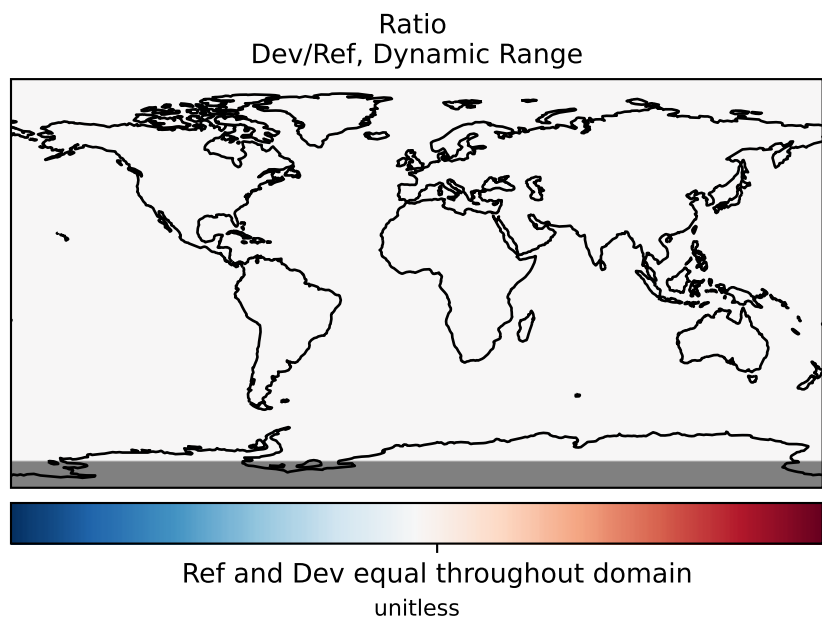 Ratio
Dev/Ref, Dynamic Range
Ref and Dev equal throughout domain
unitless